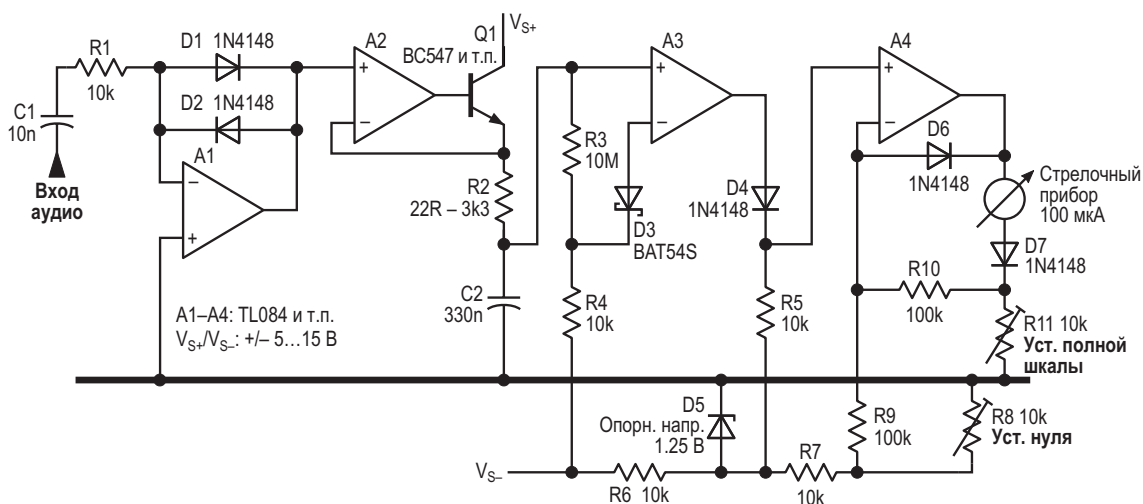 R1
10k
C1
10n
Вход
аудио
D1 1N4148
D2 1N4148
A1
A1–A4: TL084 и т.п.
VS+/VS–: +/– 5...15 В
A2
Q1
VS+
BC547 и т.п.
R2
22R – 3k3
C2
330n
R3
10M
R4
10k
D3
BAT54S
A3
D4
1N4148
R5
10k
A4
D6
1N4148
Стрелочный
прибор
100 мкА
D7
1N4148
R10
100k
R11 10k
Уст. полной
шкалы
D5
Опорн. напр.
1.25 В
R9
100k
R8 10k
Уст. нуля
VS–
R6 10k
R7
10k
+
–
+
–
+
–
+
–